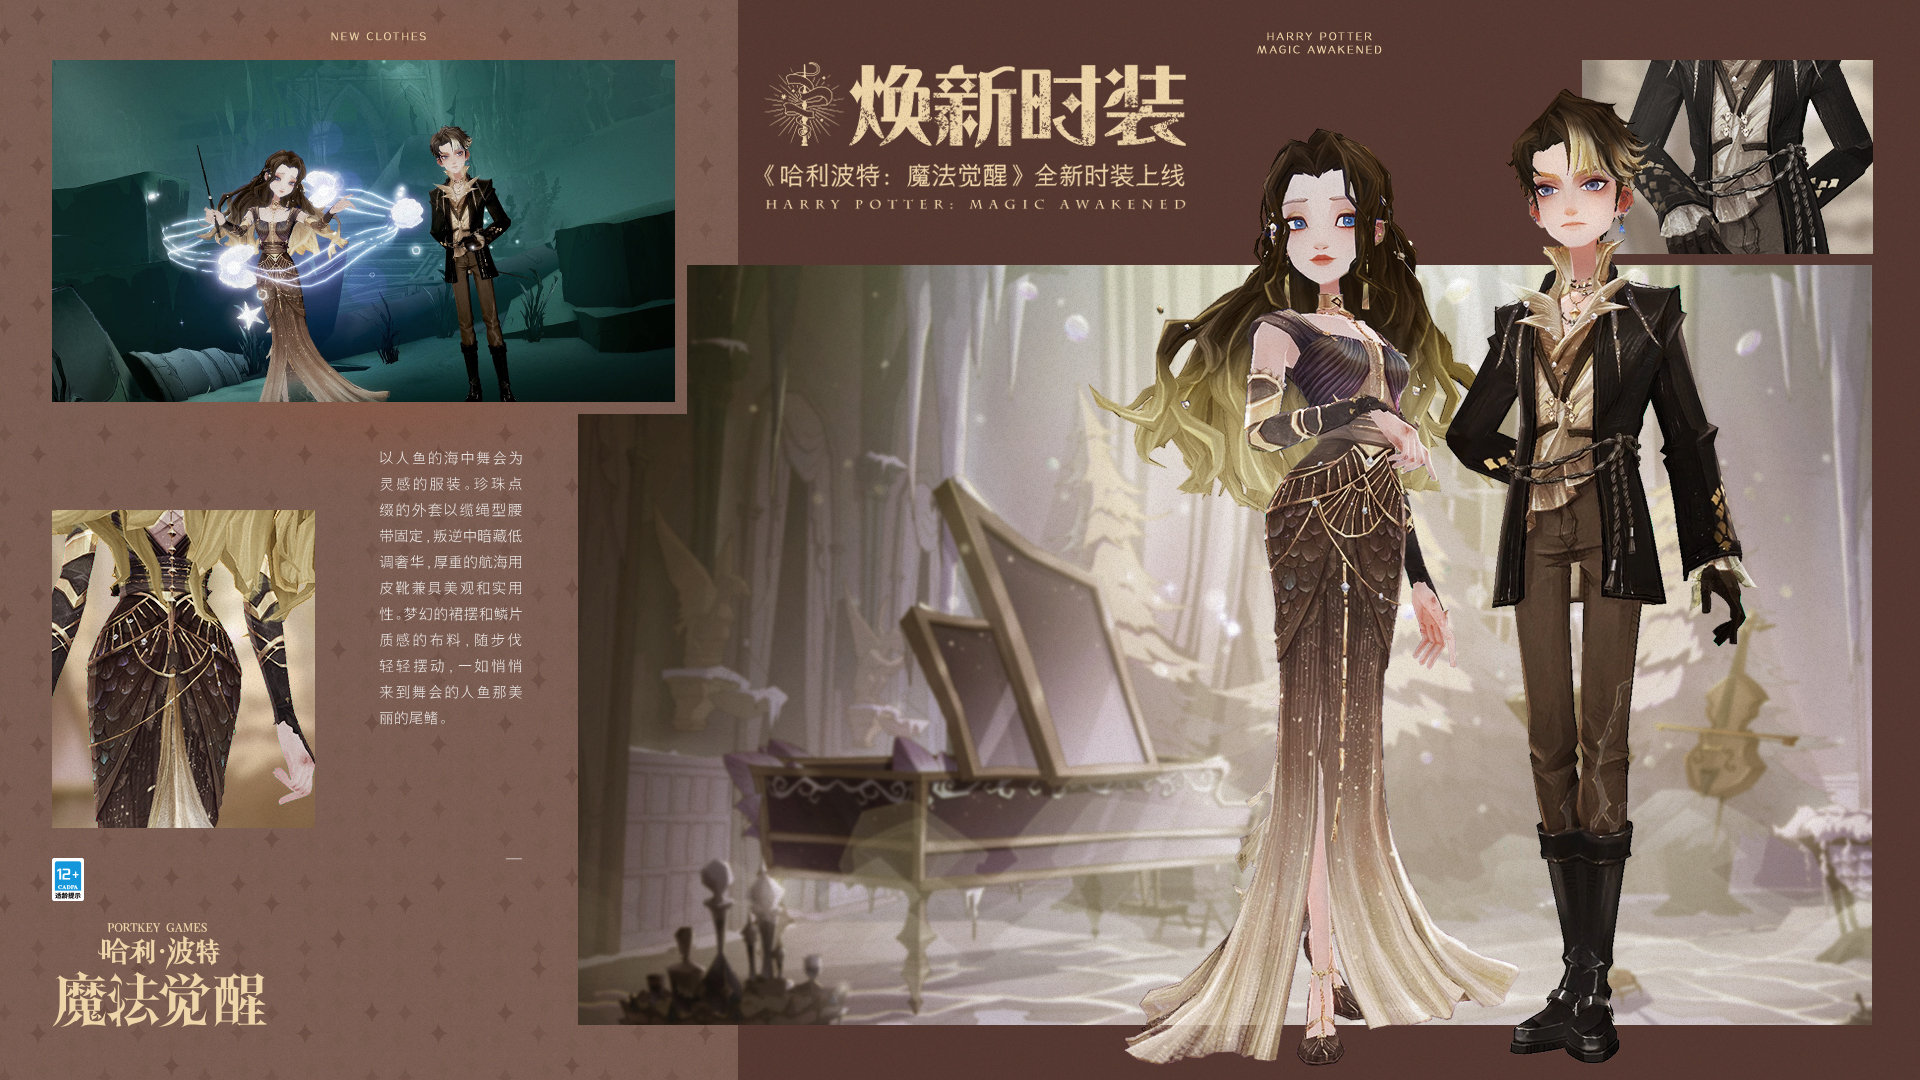 NEW CLOTHES
HARRY POTTER
MAGIC AWAKENED
焕新时装
《哈利波特：魔法觉醒》全新时装上线
HARRY POTTER: MAGIC AWAKENED
以人鱼的海中舞会为
灵感的服装。珍珠点
缀的外套以缆绳型腰
带固定，叛逆中暗藏低
调奢华，厚重的航海用
皮靴兼具美观和实用
性。梦幻的裙摆和鳞片
质感的布料，随步伐
轻轻摆动，一如悄悄
来到舞会的人鱼那美
丽的尾鳍。
12+
CADPA
适龄提示
PORTKEY GAMES
哈利·波特
魔法觉醒